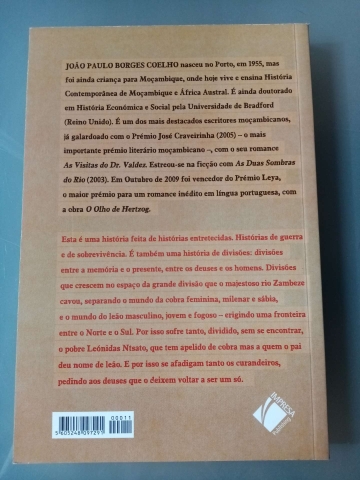 JOÃO PAULO BORGES COELHO nasceu no Porto, em 1955, mas
foi ainda criança para Moçambique, onde hoje vive e ensina História
Contemporânea de Moçambique e África Austral. É ainda doutorado
em História Económica e Social pela Universidade de Bradford
(Reino Unido). É um dos mais destacados escritores moçambicanos,
já galardoado com o Prémio José Craveirinha (2005) – o mais
importante prémio literário moçambicano –, com o seu romance
As Visitas do Dr. Valdez. Estreou-se na ficção com As Duas Sombras
do Rio (2003). Em Outubro de 2009 foi vencedor do Prémio Leya,
o maior prémio para um romance inédito em língua portuguesa, com
a obra O Olho de Hertzog.
Esta é uma história feita de histórias entretecidas. Histórias de guerra
e de sobrevivência. É também uma história de divisões: divisões
entre a memória e o presente, entre os deuses e os homens. Divisões
que crescem no espaço da grande divisão que o majestoso rio Zambeze
cavou, separando o mundo da cobra feminina, milenar e sábia,
e o mundo do leão masculino, jovem e fogoso – erigindo uma fronteira
entre o Norte e o Sul. Por isso sofre tanto, dividido, sem se encontrar,
o pobre Leónidas Ntsato, que tem apelido de cobra mas a quem o pai
deu nome de leão. E por isso se afadigam tanto os curandeiros,
pedindo aos deuses que o deixem voltar a ser um só.
00011
5605248097297
IMPRESA
Publishing